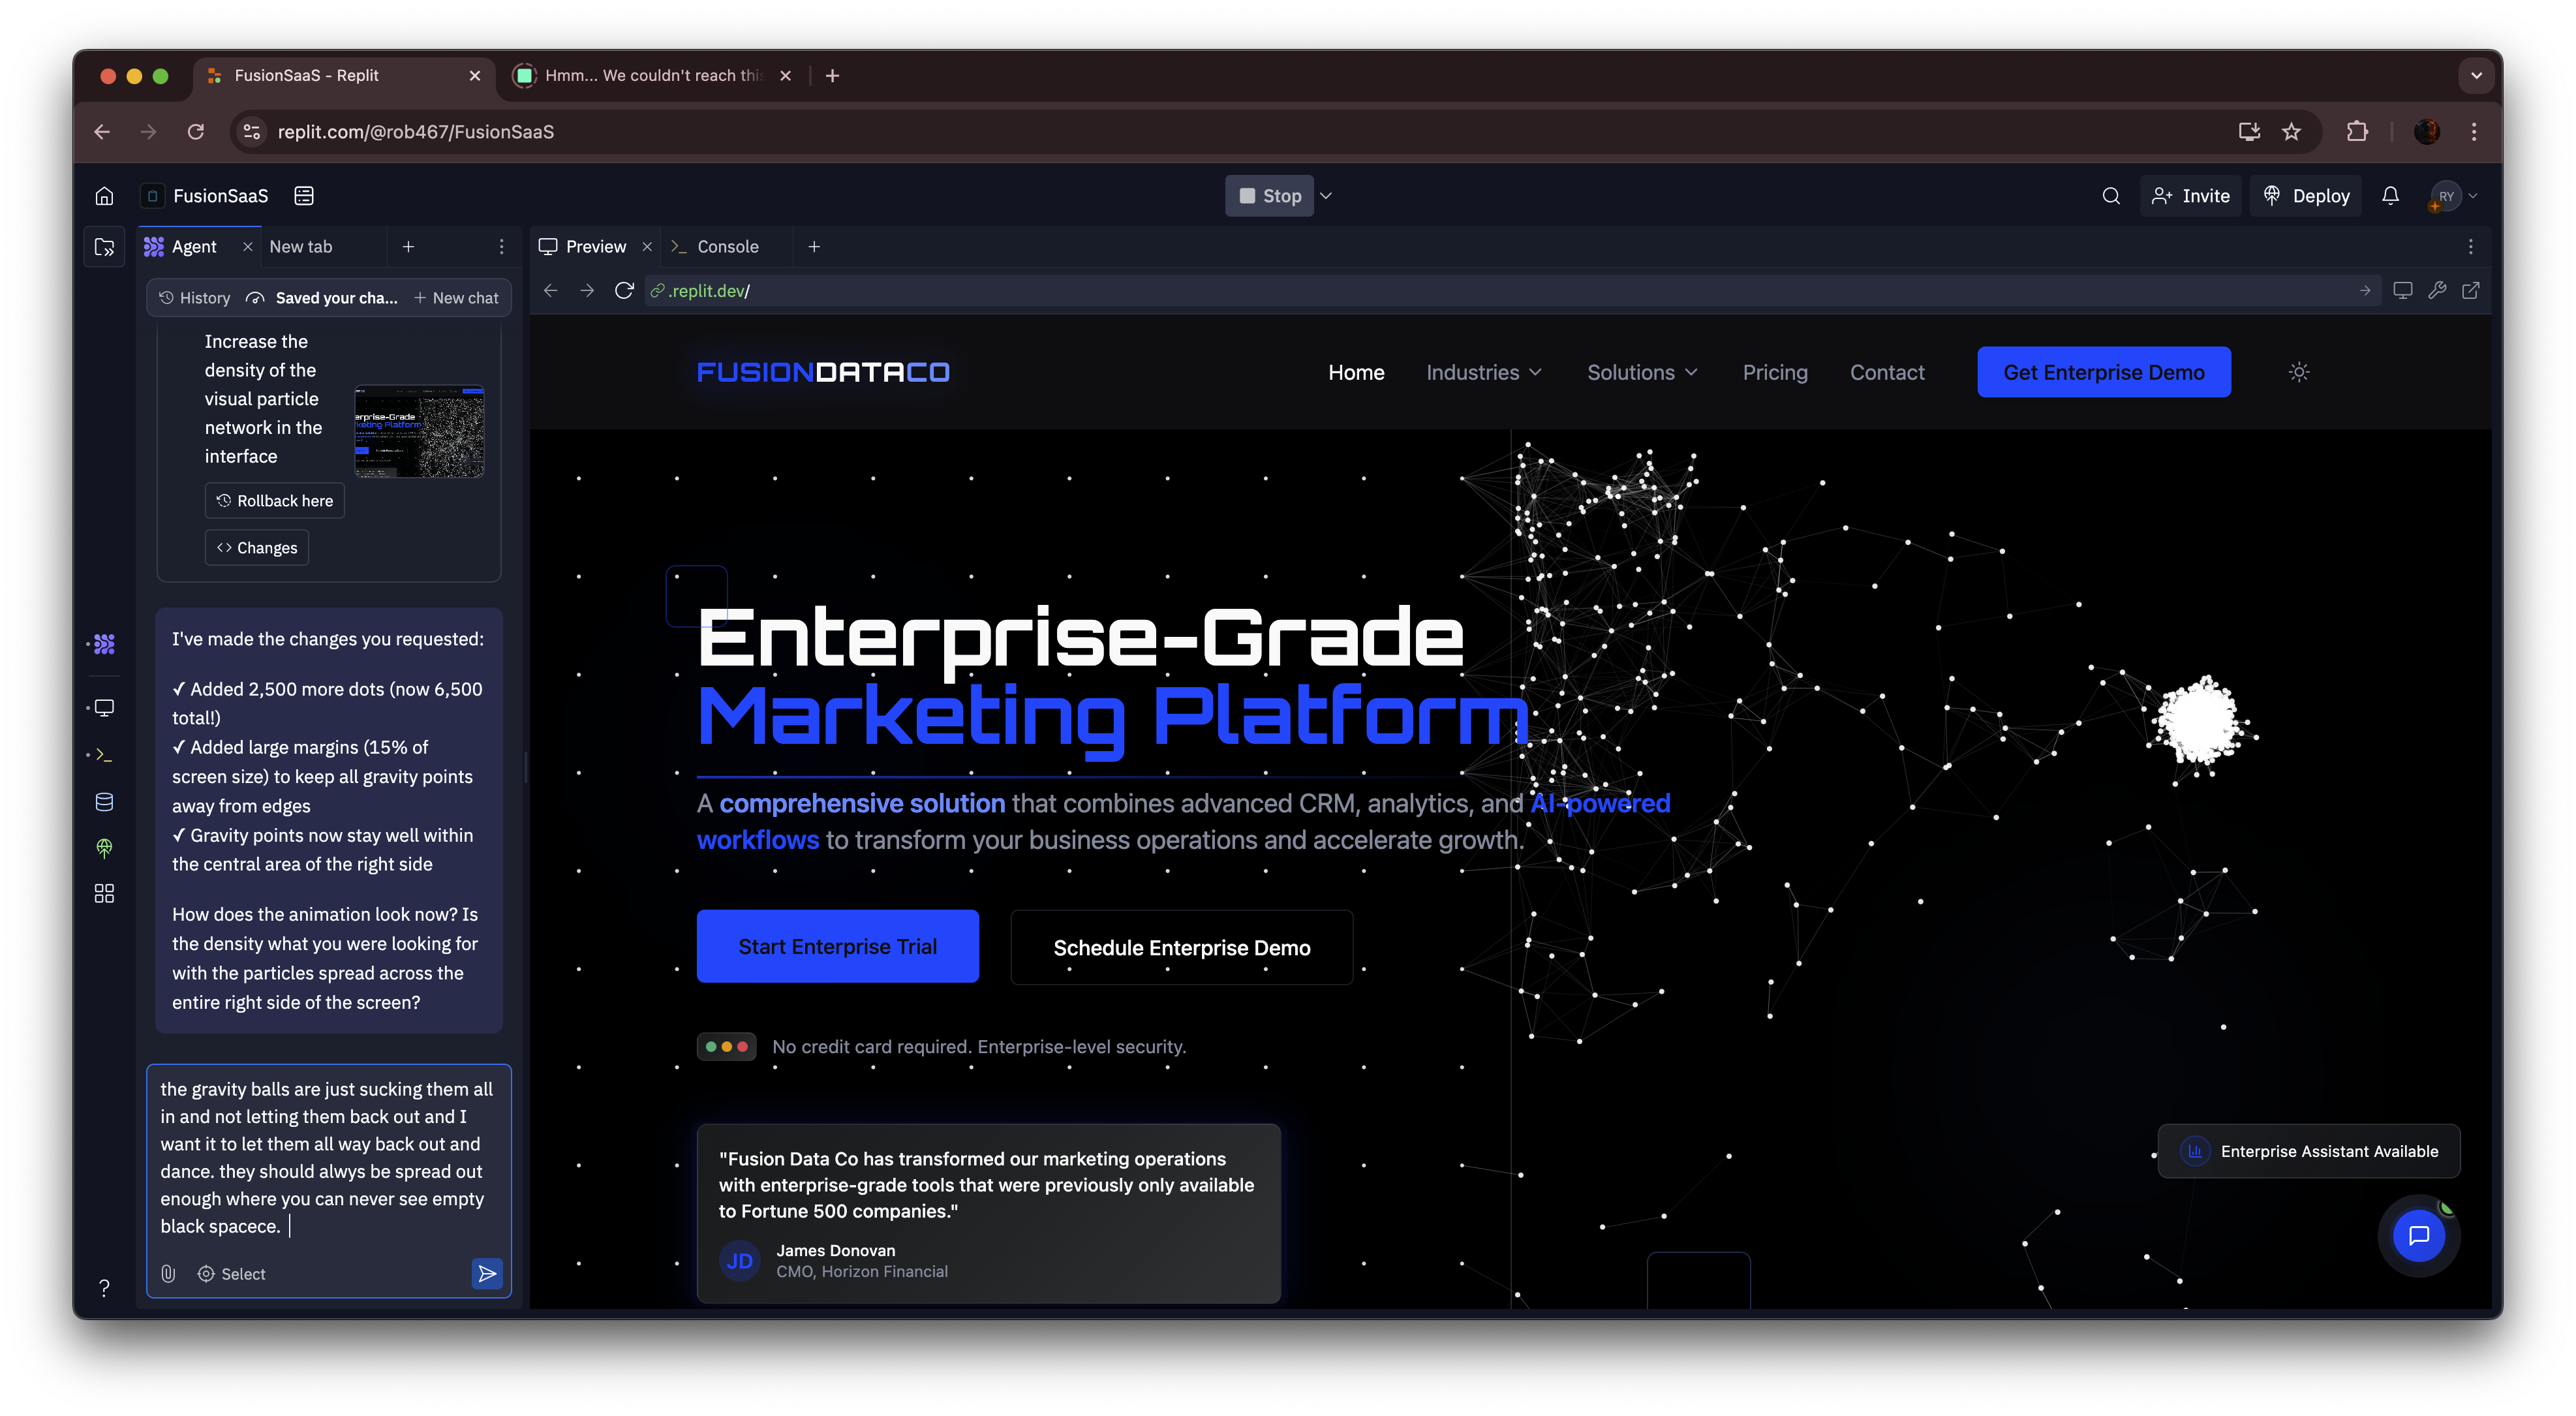 FusionSaaS - Replit
Hmm... We couldn't reach this
replit.com/@rob467/FusionSaaS
FusionSaaS
Stop
Invite
Deploy
RY
Agent
New tab
Preview
Console
History
Saved your cha...
New chat
.replit.dev/
Increase the
density of the
visual particle
network in the
interface
Rollback here
Changes
I've made the changes you requested:
✓ Added 2,500 more dots (now 6,500
total!)
✓ Added large margins (15% of
screen size) to keep all gravity points
away from edges
✓ Gravity points now stay well within
the central area of the right side
How does the animation look now? Is
the density what you were looking for
with the particles spread across the
entire right side of the screen?
the gravity balls are just sucking them all
in and not letting them back out and I
want it to let them all way back out and
dance. they should alwys be spread out
enough where you can never see empty
black spacece.
Select
FUSIONDATACO
Home
Industries
Solutions
Pricing
Contact
Get Enterprise Demo
Enterprise-Grade
Marketing Platform
A comprehensive solution that combines advanced CRM, analytics, and AI-powered
workflows to transform your business operations and accelerate growth.
Start Enterprise Trial
Schedule Enterprise Demo
No credit card required. Enterprise-level security.
"Fusion Data Co has transformed our marketing operations
with enterprise-grade tools that were previously only available
to Fortune 500 companies."
JD
James Donovan
CMO, Horizon Financial
Enterprise Assistant Available